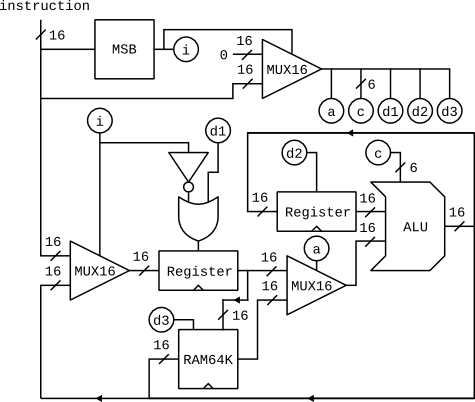 instruction
16
MSB
i
16
0
16
MUX16
6
a
c
d1
d2
d3
i
d1
d2
c
6
16
16
Register
ALU
16
16
16
16
MUX16
16
Register
a
16
16
MUX16
d3
16
16
RAM64K